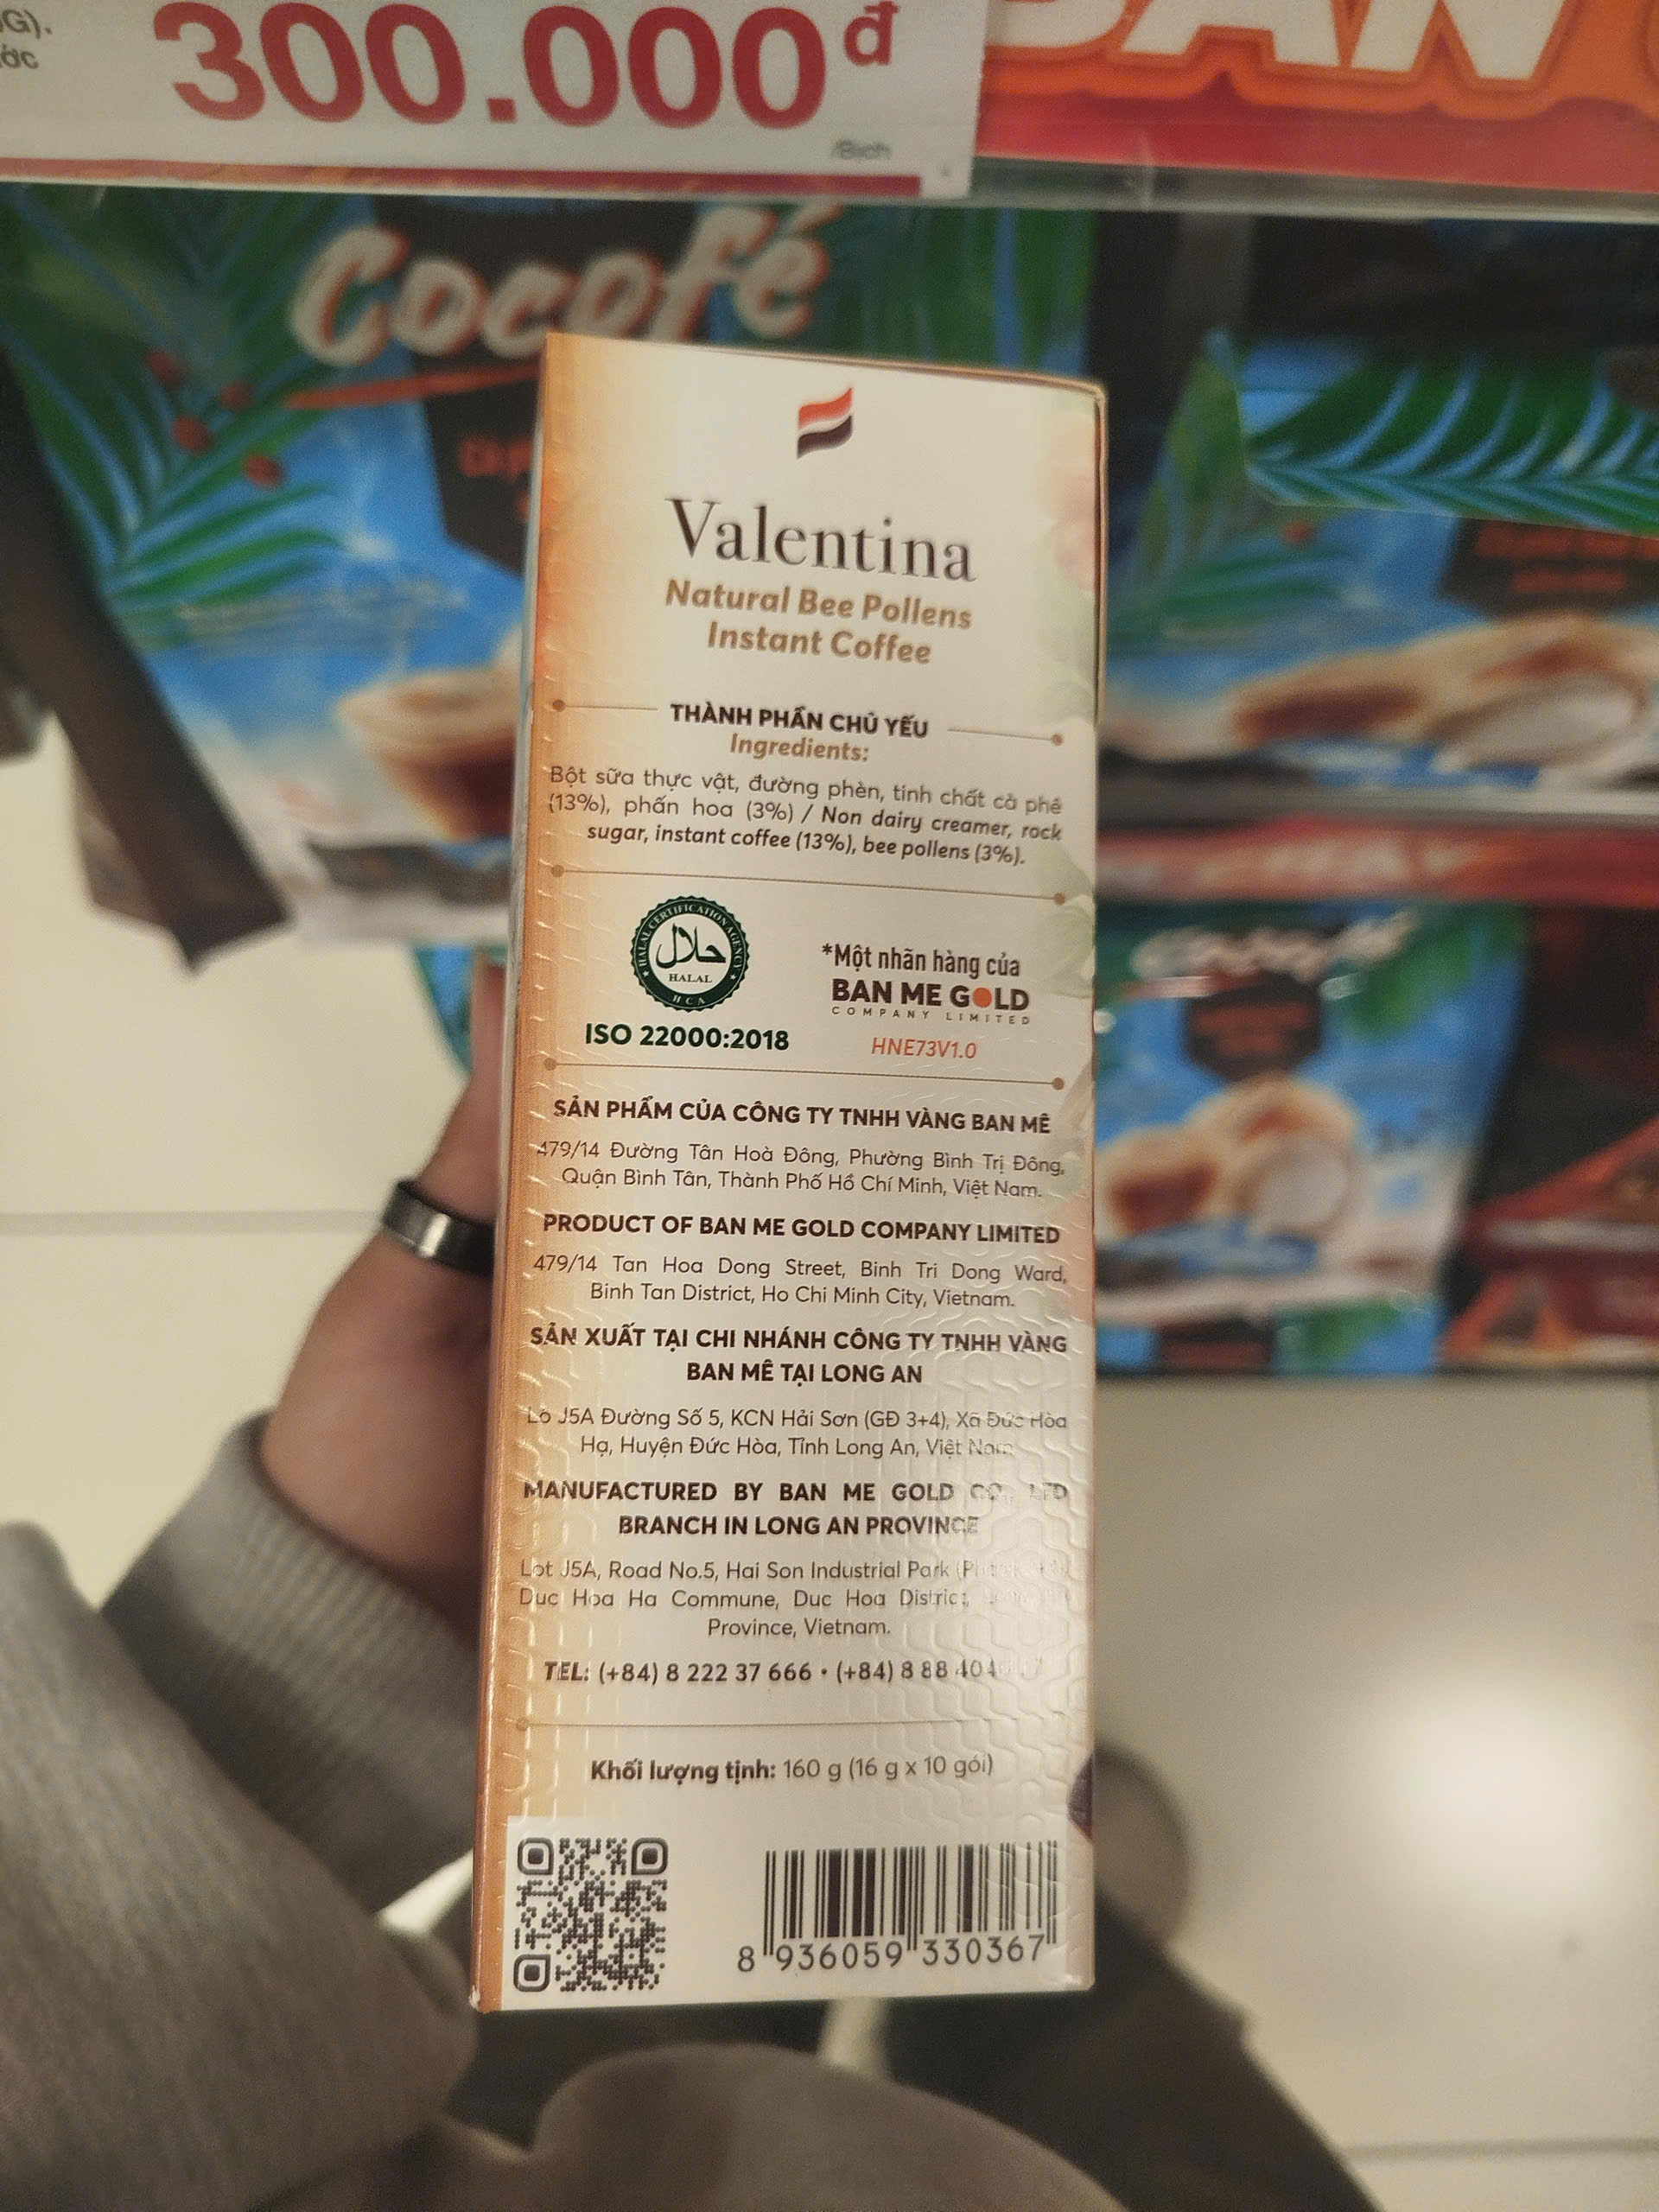 G).
ớc
300.000đ
/Bịch
Cocofé
Valentina
Natural Bee Pollens
Instant Coffee
THÀNH PHẦN CHỦ YẾU
Ingredients:
Bột sữa thực vật, đường phèn, tinh chất cà phê
(13%), phấn hoa (3%) / Non dairy creamer, rock
sugar, instant coffee (13%), bee pollens (3%).
HALAL CERTIFICATION AGENCY
حلال
HALAL
HCA
ISO 22000:2018
*Một nhãn hàng của
BAN ME GOLD
COMPANY LIMITED
HNE73V1.0
SẢN PHẨM CỦA CÔNG TY TNHH VÀNG BAN MÊ
479/14 Đường Tân Hoà Đông, Phường Bình Trị Đông,
Quận Bình Tân, Thành Phố Hồ Chí Minh, Việt Nam.
PRODUCT OF BAN ME GOLD COMPANY LIMITED
479/14 Tan Hoa Dong Street, Binh Tri Dong Ward,
Binh Tan District, Ho Chi Minh City, Vietnam.
SẢN XUẤT TẠI CHI NHÁNH CÔNG TY TNHH VÀNG
BAN MÊ TẠI LONG AN
Lô J5A Đường Số 5, KCN Hải Sơn (GĐ 3+4), Xã Đức Hòa
Hạ, Huyện Đức Hòa, Tỉnh Long An, Việt Nam
MANUFACTURED BY BAN ME GOLD CO. LTD
BRANCH IN LONG AN PROVINCE
Lot J5A, Road No.5, Hai Son Industrial Park
Duc Hoa Ha Commune, Duc Hoa District,
Province, Vietnam.
TEL: (+84) 8 222 37 666 • (+84) 8 88 404
Khối lượng tịnh: 160 g (16 g x 10 gói)
8 936059 330367